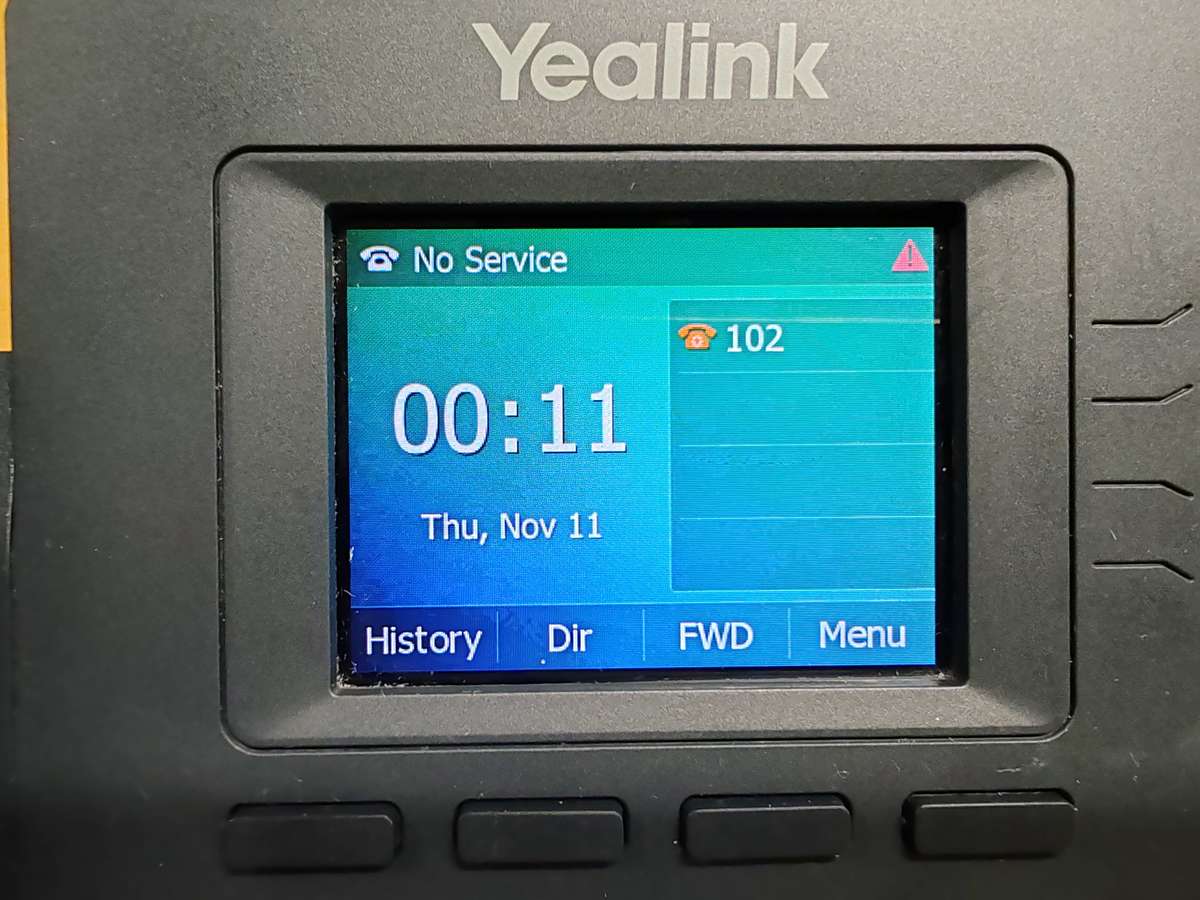 Yealink
No Service
102
00:11
Thu, Nov 11
History Dir FWD Menu